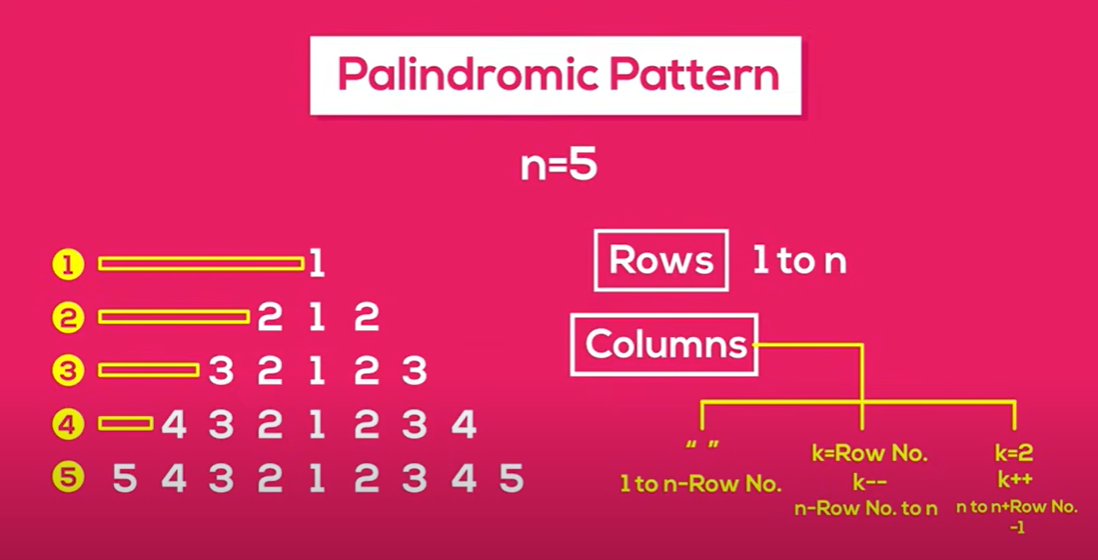 Palindromic Pattern
n=5
1 1
2 2 1 2
3 3 2 1 2 3
4 4 3 2 1 2 3 4
5 5 4 3 2 1 2 3 4 5
Rows 1 to n
Columns
“ ”
1 to n-Row No.
k=Row No.
k--
n-Row No. to n
k=2
k++
n to n+Row No.
-1